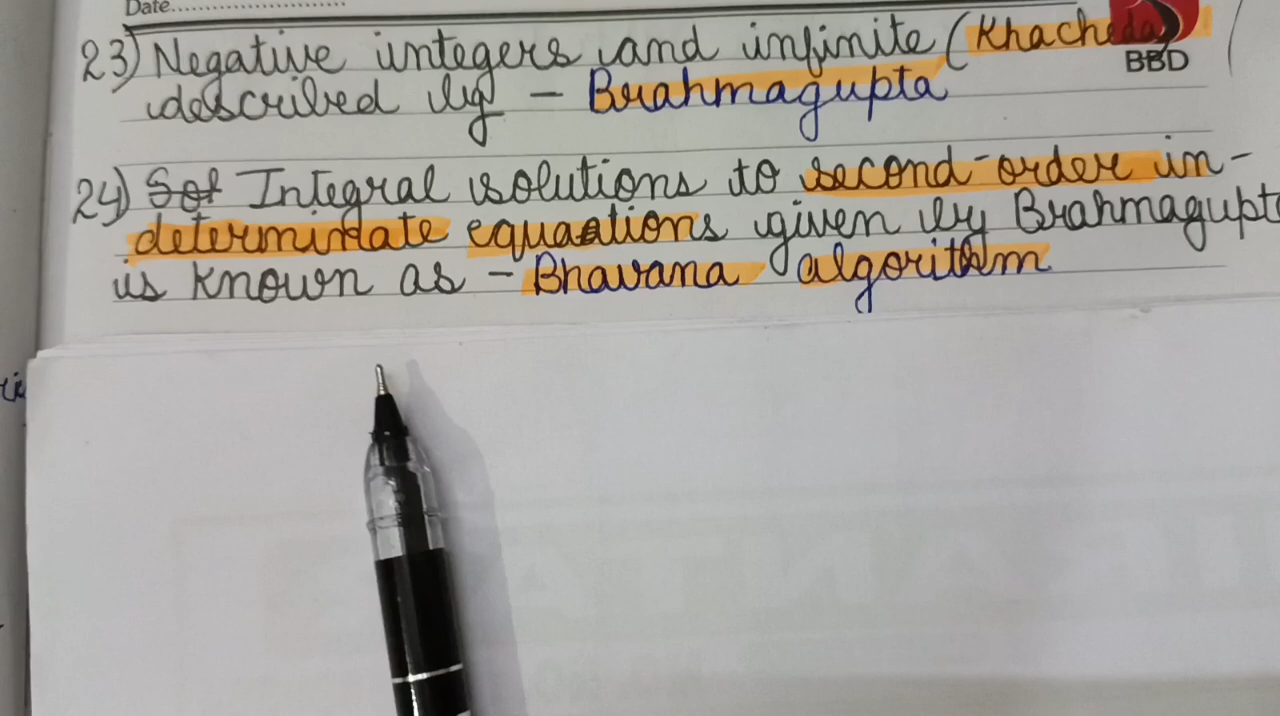 Date..............................
23) Negative integers and infinite (Khacheda)
BBD
described by - Brahmagupta
24) Sol Integral solutions to second-order in-
determinate equations given by Brahmagupta
is known as - Bhavana algorithm